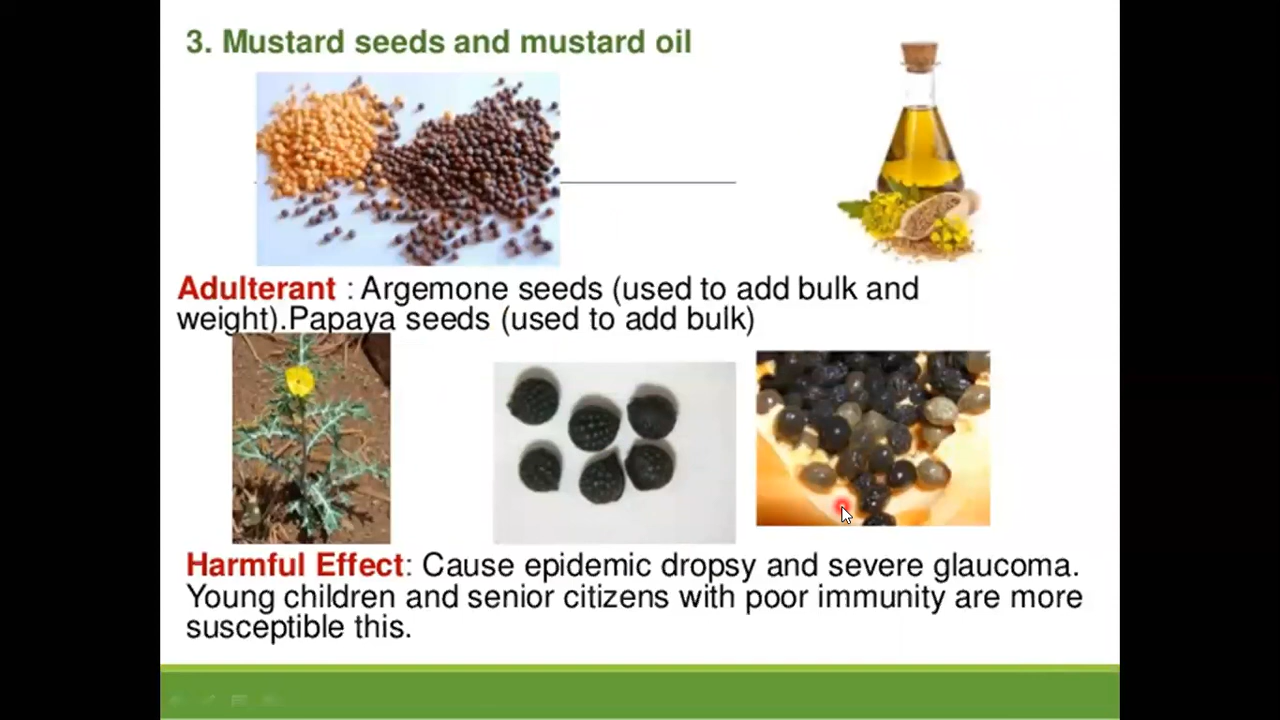 3. Mustard seeds and mustard oil
Adulterant : Argemone seeds (used to add bulk and
weight).Papaya seeds (used to add bulk)
Harmful Effect: Cause epidemic dropsy and severe glaucoma.
Young children and senior citizens with poor immunity are more
susceptible this.